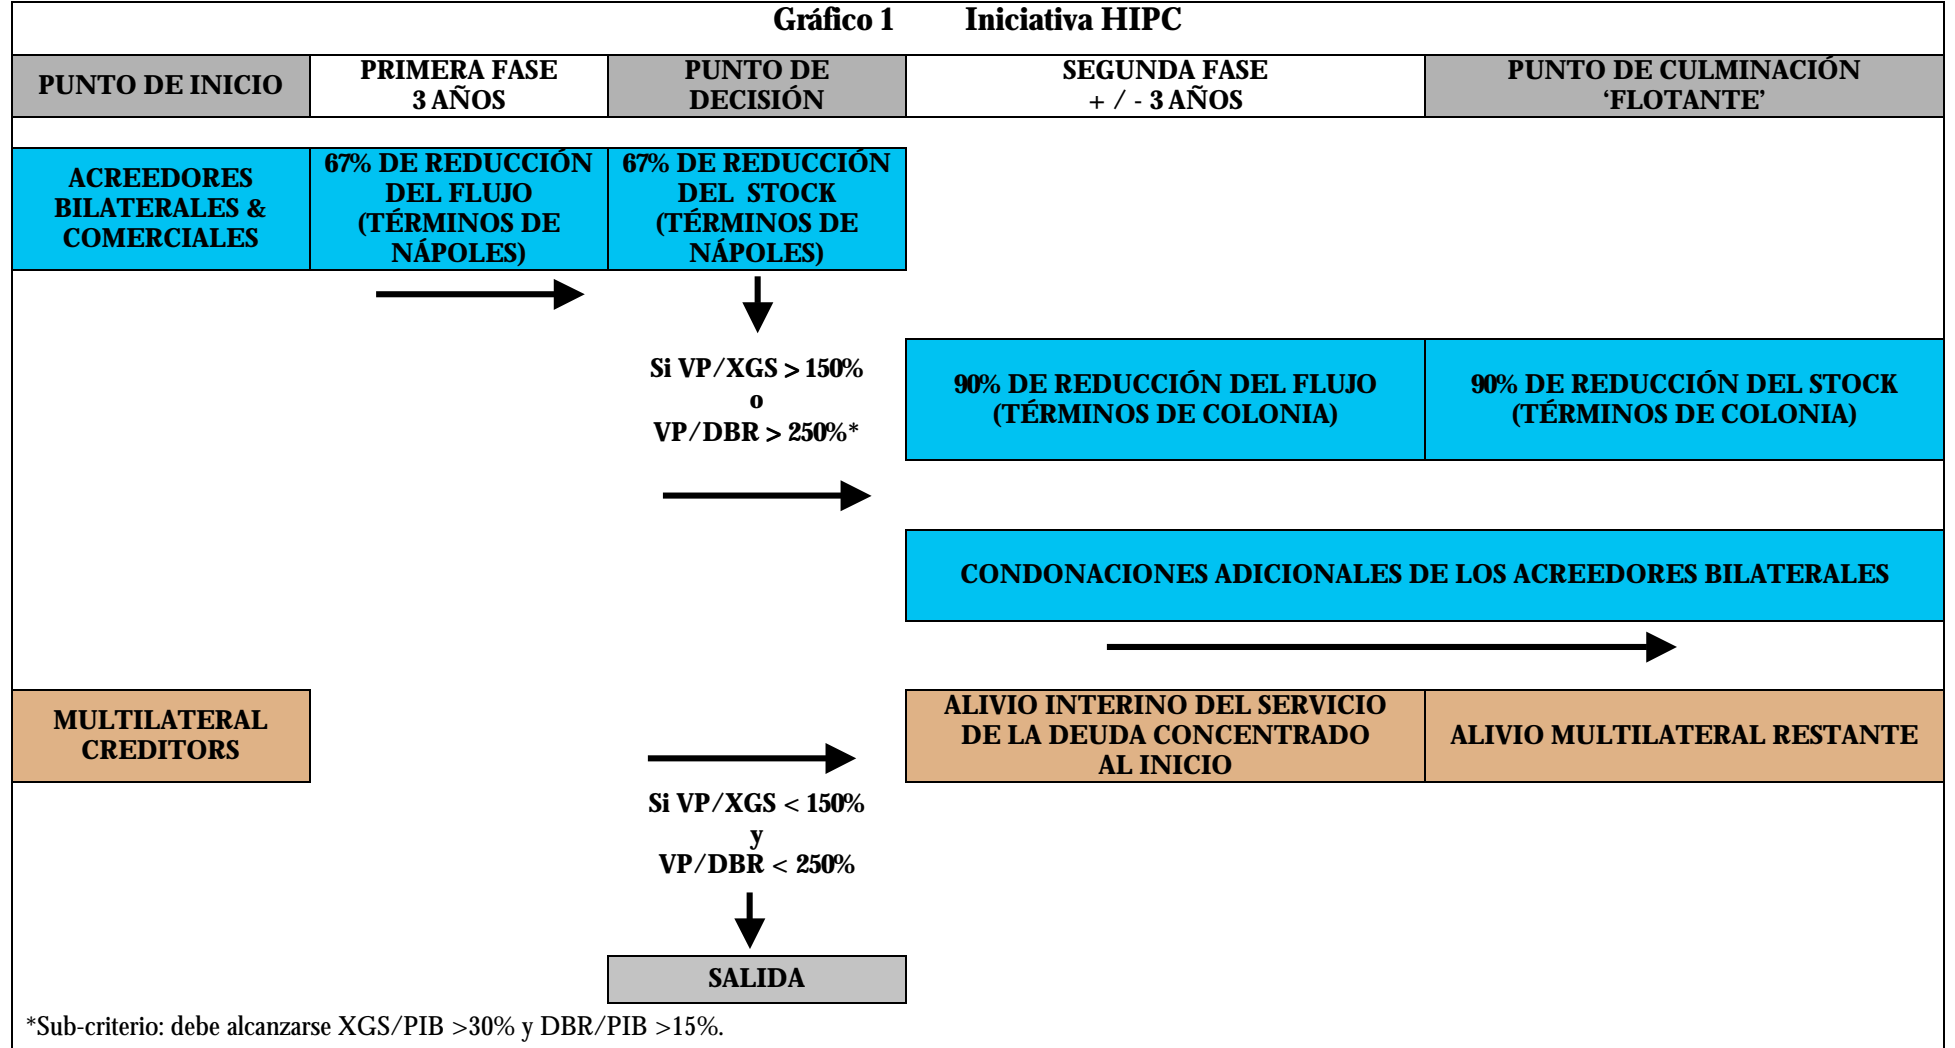 Gráfico 1 Iniciativa HIPC
PUNTO DE INICIO
PRIMERA FASE
3 AÑOS
PUNTO DE
DECISIÓN
SEGUNDA FASE
+ / - 3 AÑOS
PUNTO DE CULMINACIÓN
‘FLOTANTE’
ACREEDORES
BILATERALES &
COMERCIALES
67% DE REDUCCIÓN
DEL FLUJO
(TÉRMINOS DE
NÁPOLES)
67% DE REDUCCIÓN
DEL STOCK
(TÉRMINOS DE
NÁPOLES)
Si VP/XGS > 150%
o
VP/DBR > 250%*
90% DE REDUCCIÓN DEL FLUJO
(TÉRMINOS DE COLONIA)
90% DE REDUCCIÓN DEL STOCK
(TÉRMINOS DE COLONIA)
CONDONACIONES ADICIONALES DE LOS ACREEDORES BILATERALES
MULTILATERAL
CREDITORS
ALIVIO INTERINO DEL SERVICIO
DE LA DEUDA CONCENTRADO
AL INICIO
ALIVIO MULTILATERAL RESTANTE
Si VP/XGS < 150%
y
VP/DBR < 250%
SALIDA
*Sub-criterio: debe alcanzarse XGS/PIB >30% y DBR/PIB >15%.